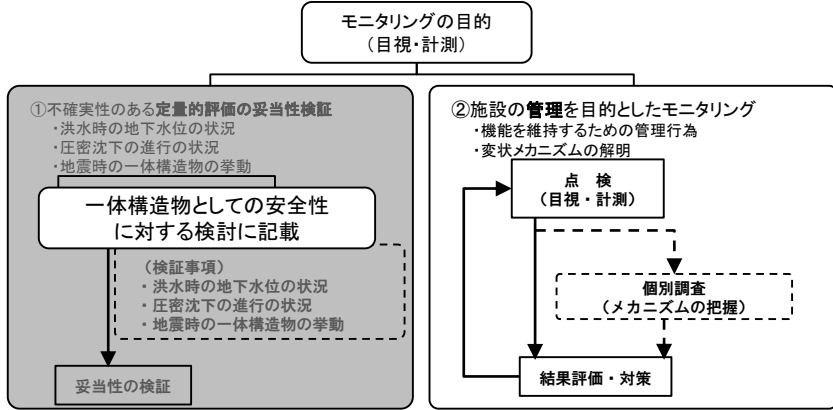 モニタリングの目的
(目視・計測)
①不確実性のある定量的評価の妥当性検証
・洪水時の地下水位の状況
・圧密沈下の進行の状況
・地震時の一体構造物の挙動
一体構造物としての安全性
に対する検討に記載
(検証事項)
・洪水時の地下水位の状況
・圧密沈下の進行の状況
・地震時の一体構造物の挙動
妥当性の検証
②施設の管理を目的としたモニタリング
・機能を維持するための管理行為
・変状メカニズムの解明
点 検
(目視・計測)
個別調査
(メカニズムの把握)
結果評価・対策